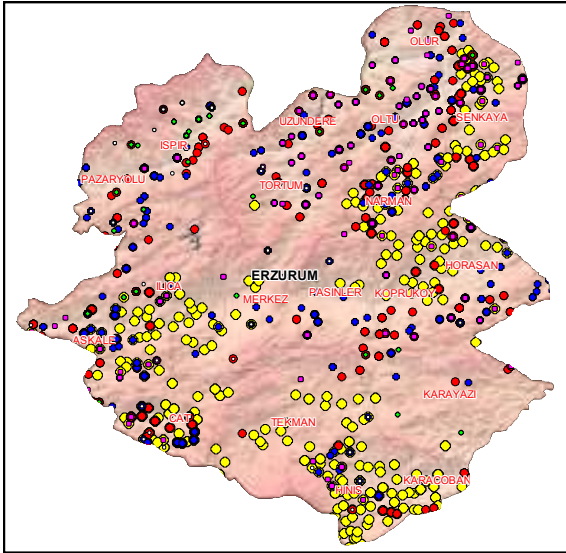 OLUR
UZUNDERE
OLTU
SENKAYA
ISPIR
PAZARYOLU
TORTUM
NARMAN
HORASAN
ERZURUM
ILICA
MERKEZ
PASINLER
KOPRUKOY
ASKALE
KARAYAZI
CAT
TEKMAN
KARACOBAN
HINIS